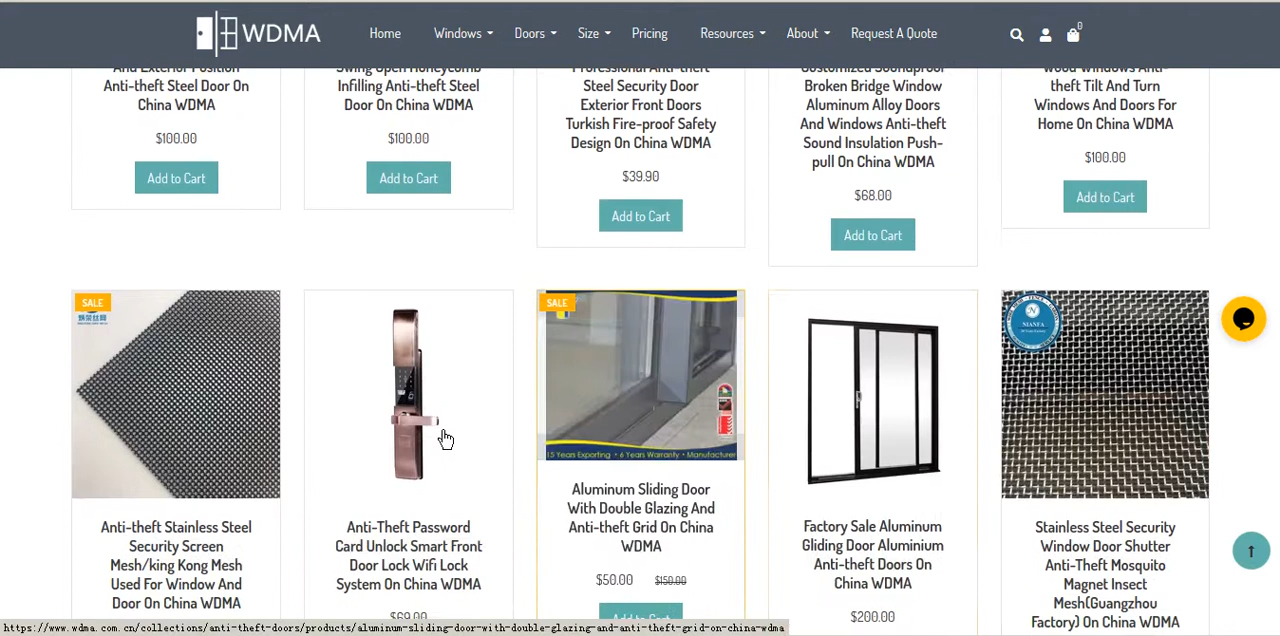 WDMA
Home
Windows
Doors
Size
Pricing
Resources
About
Request A Quote
0
And Exterior Position
Anti-theft Steel Door On
China WDMA
$100.00
Add to Cart
Swing Open Honeycomb
Infilling Anti-theft Steel
Door On China WDMA
$100.00
Add to Cart
Professional Anti-theft
Steel Security Door
Exterior Front Doors
Turkish Fire-proof Safety
Design On China WDMA
$39.90
Add to Cart
Customized Soundproof
Broken Bridge Window
Aluminum Alloy Doors
And Windows Anti-theft
Sound Insulation Push-
pull On China WDMA
$68.00
Add to Cart
Wood Windows Anti-
theft Tilt And Turn
Windows And Doors For
Home On China WDMA
$100.00
Add to Cart
SALE
Anti-theft Stainless Steel
Security Screen
Mesh/king Kong Mesh
Used For Window And
Door On China WDMA
Anti-Theft Password
Card Unlock Smart Front
Door Lock Wifi Lock
System On China WDMA
$69.00
SALE
15 Years Exporting • 6 Years Warranty • Manufacturer
Aluminum Sliding Door
With Double Glazing And
Anti-theft Grid On China
WDMA
$50.00 $150.00
Add to Cart
Factory Sale Aluminum
Gliding Door Aluminium
Anti-theft Doors On
China WDMA
$200.00
NIANFA
Stainless Steel Security
Window Door Shutter
Anti-Theft Mosquito
Magnet Insect
Mesh(Guangzhou
Factory) On China WDMA
https://www.wdma.com.cn/collections/anti-theft-doors/products/aluminum-sliding-door-with-double-glazing-and-anti-theft-grid-on-china-wdma